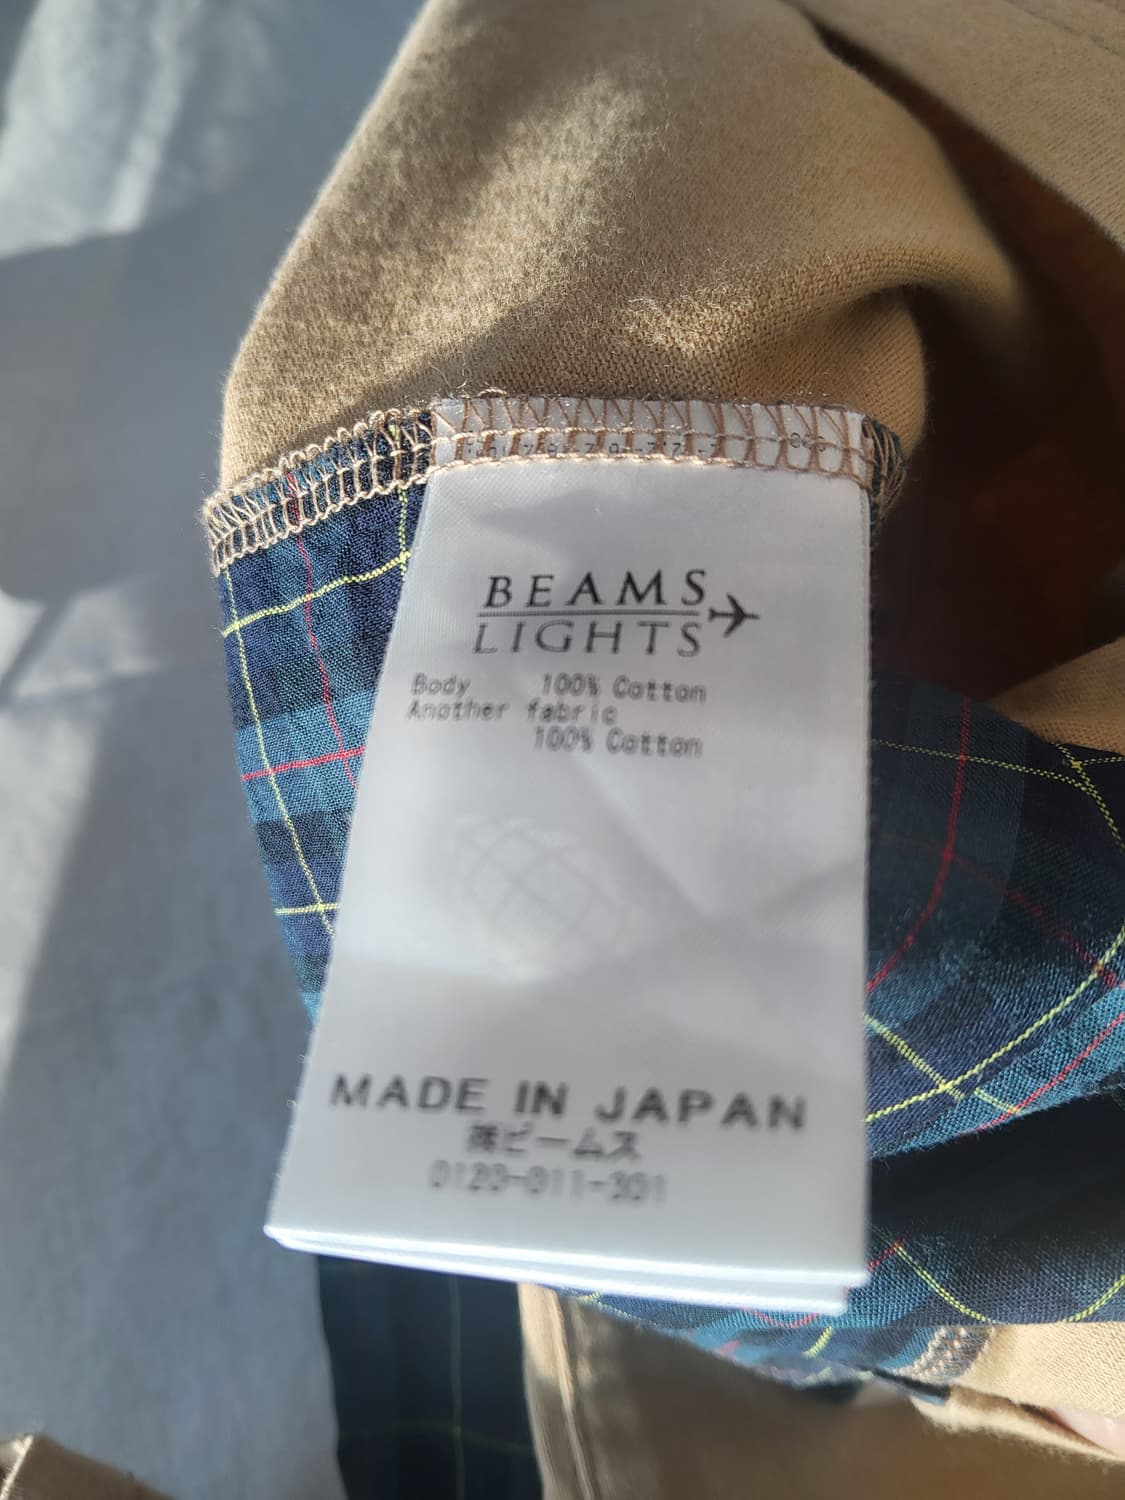 BEAMS
LIGHTS
Body 100% Cotton
Another fabric
100% Cotton
MADE IN JAPAN
㈱ビームス
0120-011-301